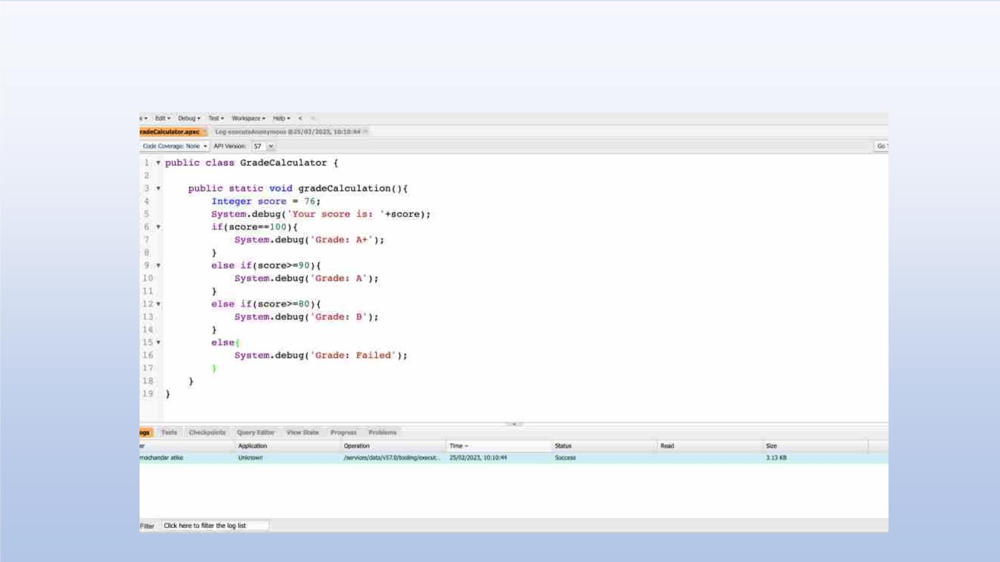 Edit Debug Test Workspace Help <
radeCalculator.apxc Log executeAnonymous @25/02/2023, 10:10:44
Code Coverage: None API Version: 57 Go
1 public class GradeCalculator {
2
3 public static void gradeCalculation(){
4 Integer score = 76;
5 System.debug('Your score is: '+score);
6 if(score==100){
7 System.debug('Grade: A+');
8 }
9 else if(score>=90){
10 System.debug('Grade: A');
11 }
12 else if(score>=80){
13 System.debug('Grade: B');
14 }
15 else{
16 System.debug('Grade: Failed');
17 }
18 }
19 }
ogs Tests Checkpoints Query Editor View State Progress Problems
er Application Operation Time Status Read Size
Unknown /services/data/v57.0/tooling/execut... 25/02/2023, 10:10:44 Success 3.13 KB
Filter Click here to filter the log list